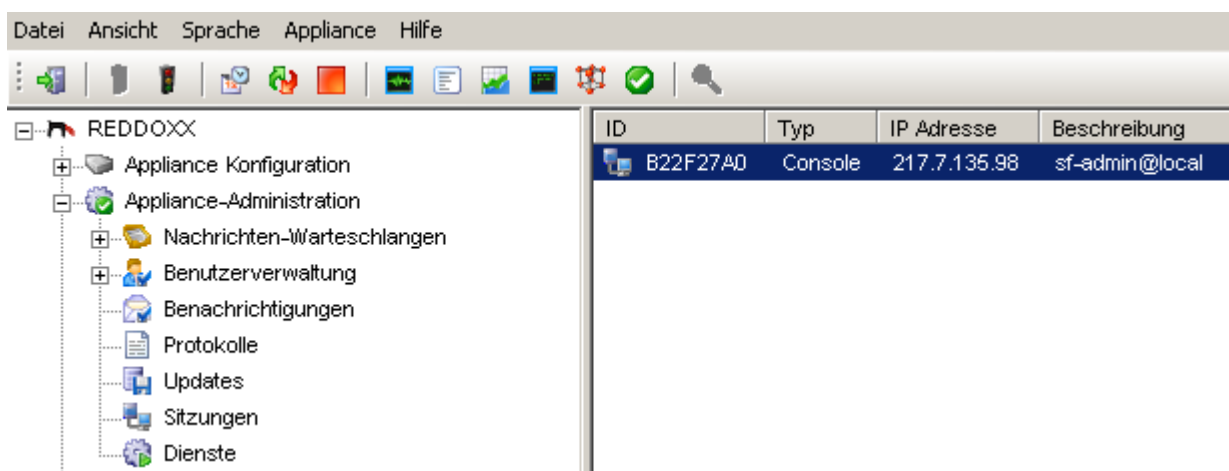 Datei Ansicht Sprache Appliance Hilfe
REDDOXX
Appliance Konfiguration
Appliance-Administration
Nachrichten-Warteschlangen
Benutzerverwaltung
Benachrichtigungen
Protokolle
Updates
Sitzungen
Dienste
ID Typ IP Adresse Beschreibung
B22F27A0 Console 217.7.135.98 sf-admin@local